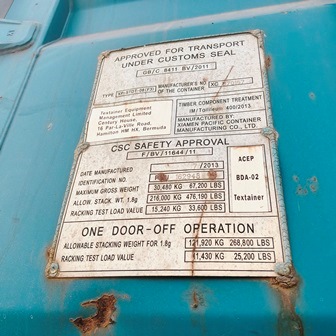 APPROVED FOR TRANSPORT
UNDER CUSTOMS SEAL
GB/C 8411 BV/2011
TYPE
MANUFACTURER'S NO.
OF THE CONTAINER
Textainer Equipment
Management Limited
Century House,
16 Par-La-Ville Road,
Hamilton HM HX, Bermuda
TIMBER COMPONENT TREATMENT
IM/Tailileum 400/2013
MANUFACTURED BY
XIAMEN PACIFIC CONTAINER
MANUFACTURING CO., LTD.
CSC SAFETY APPROVAL
F/BV/11644/11
DATE MANUFACTURED /2013
IDENTIFICATION NO.
MAXIMUM GROSS WEIGHT 30,480 KG 67,200 LBS
ALLOW. STACK. WT. 1.8g 216,000 KG 476,190 LBS
RACKING TEST LOAD VALUE 15,240 KG 33,600 LBS
ACEP
BDA-02
Textainer
ONE DOOR-OFF OPERATION
ALLOWABLE STACKING WEIGHT FOR 1.8g 121,920 KG 268,800 LBS
RACKING TEST VALUE 11,430 KG 25,200 LBS